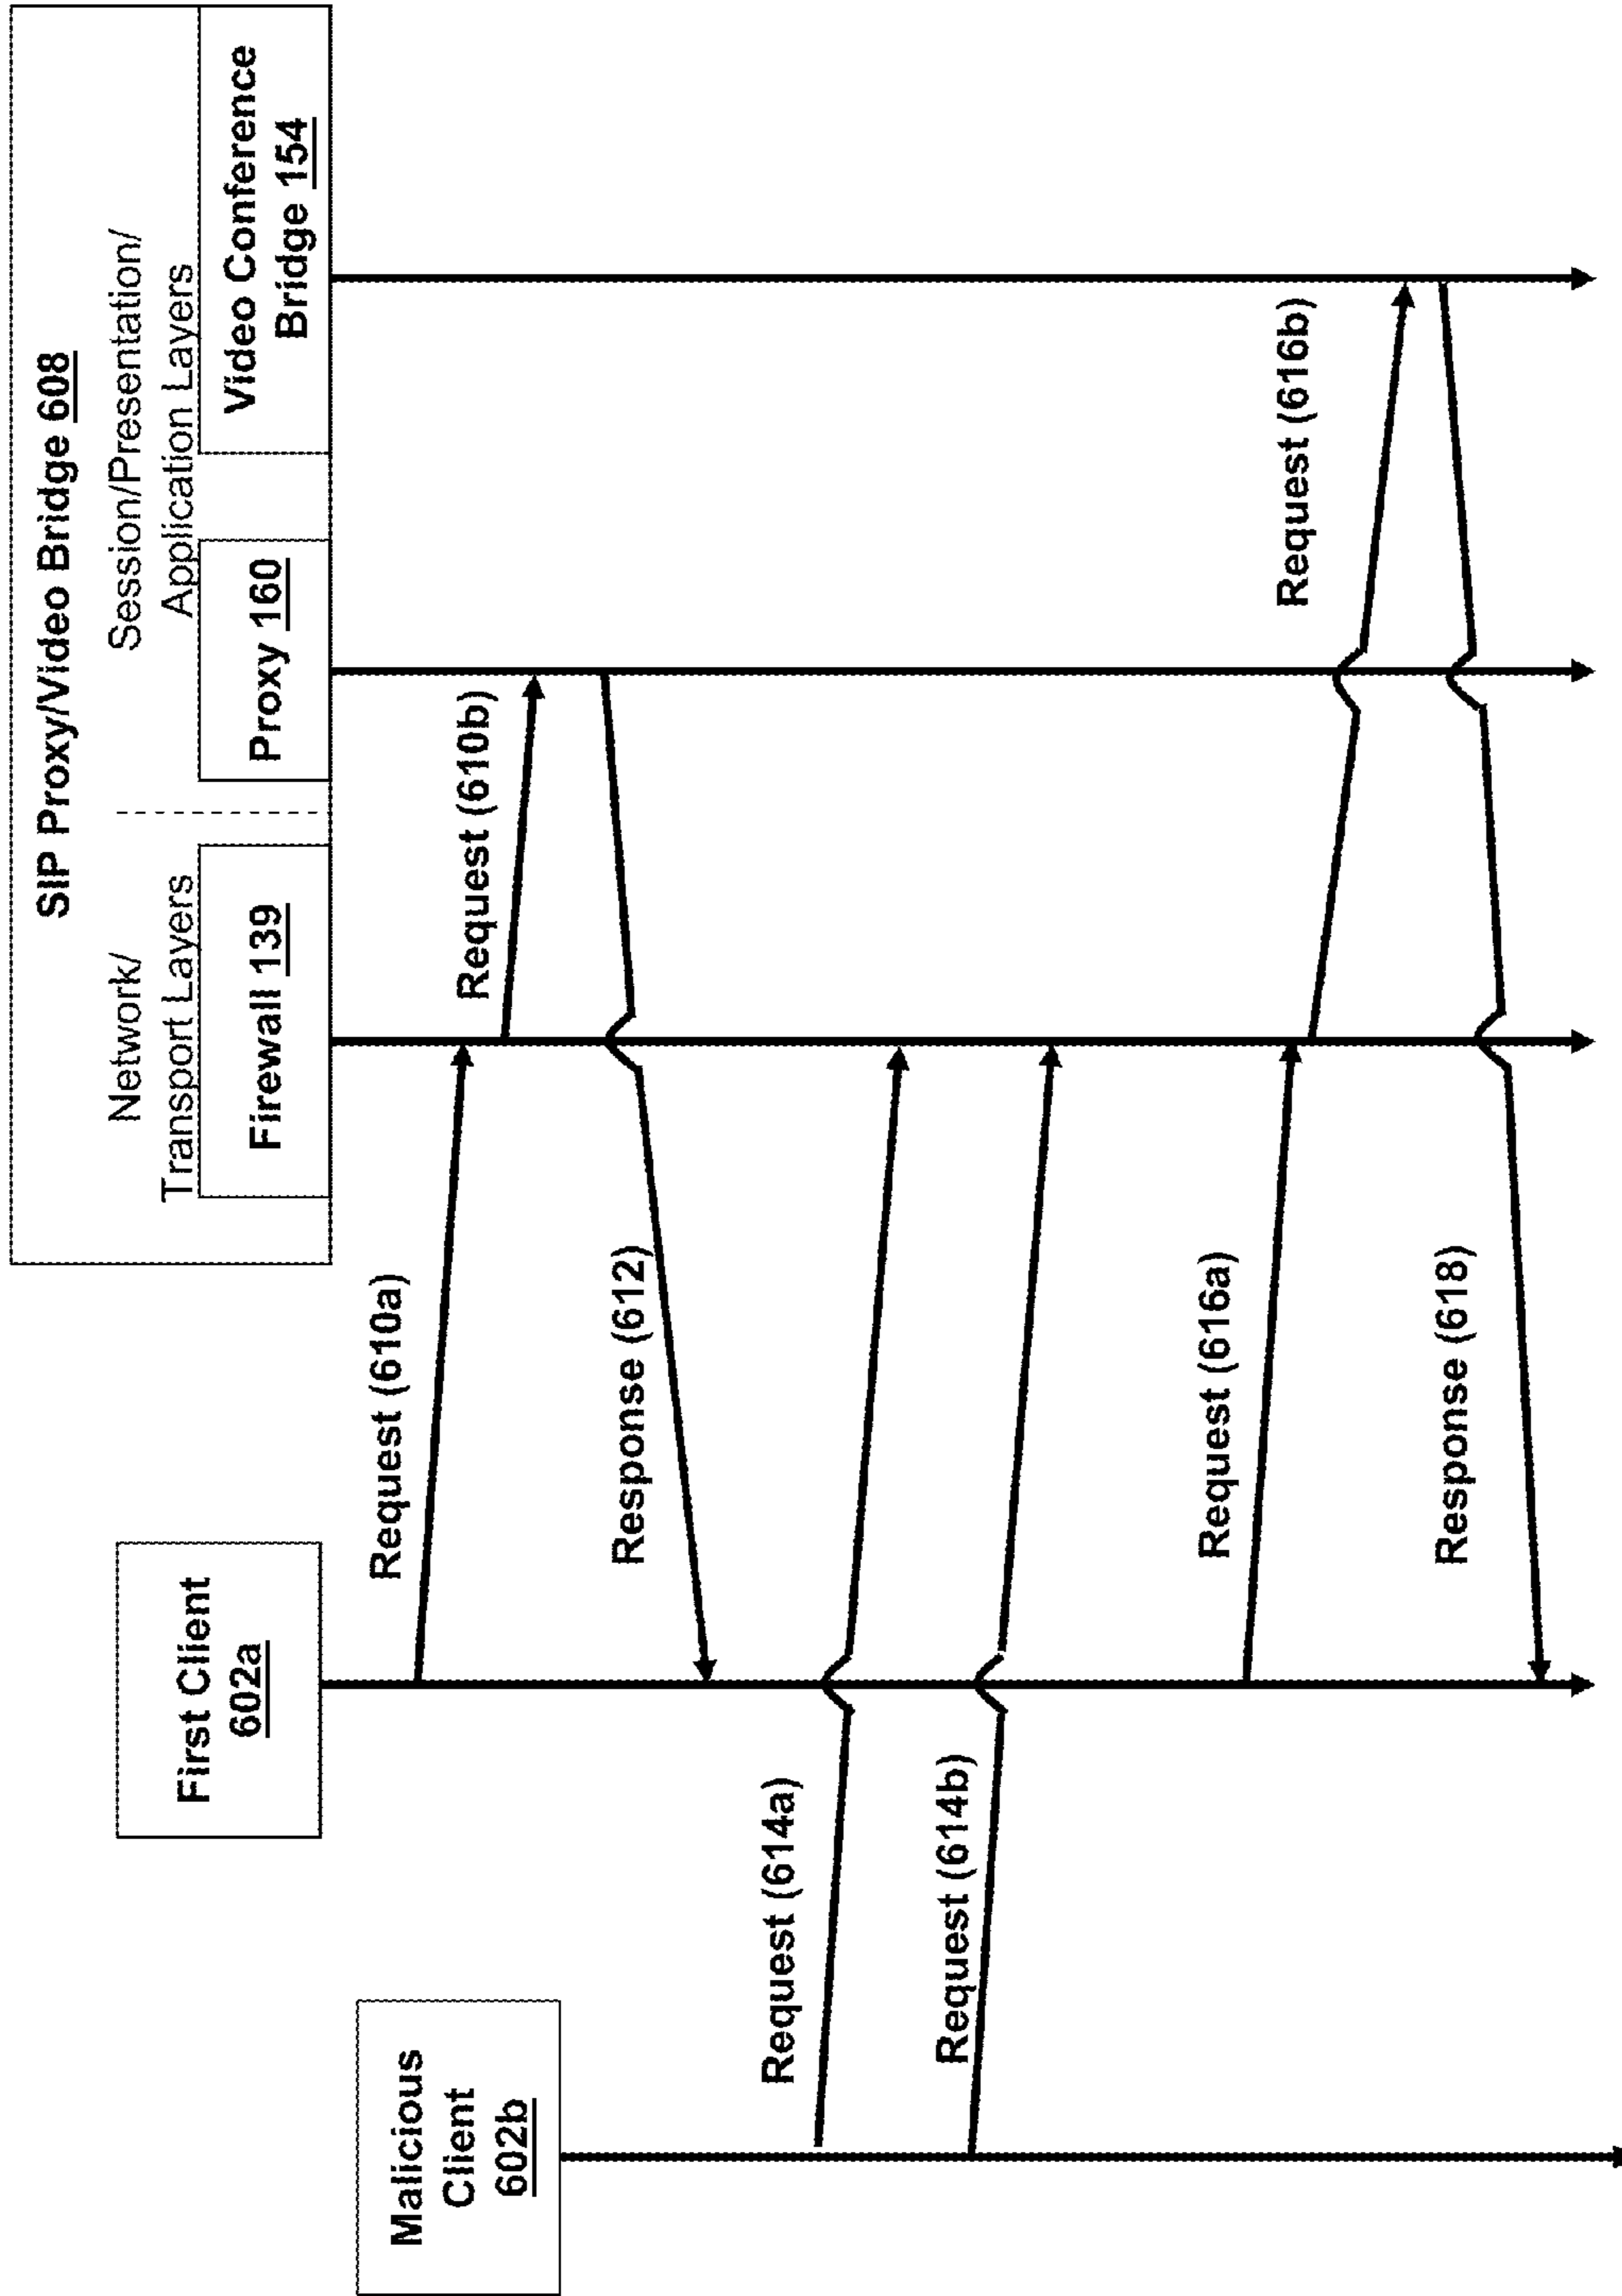 SIP Proxy/Video Bridge 608
Network/
Transport Layers
Session/Presentation/
Application Layers
Malicious
Client
602b
First Client
602a
Firewall 139
Proxy 160
Video Conference
Bridge 154
Request (610a)
Request (610b)
Response (612)
Request (614a)
Request (614b)
Request (616a)
Request (616b)
Response (618)